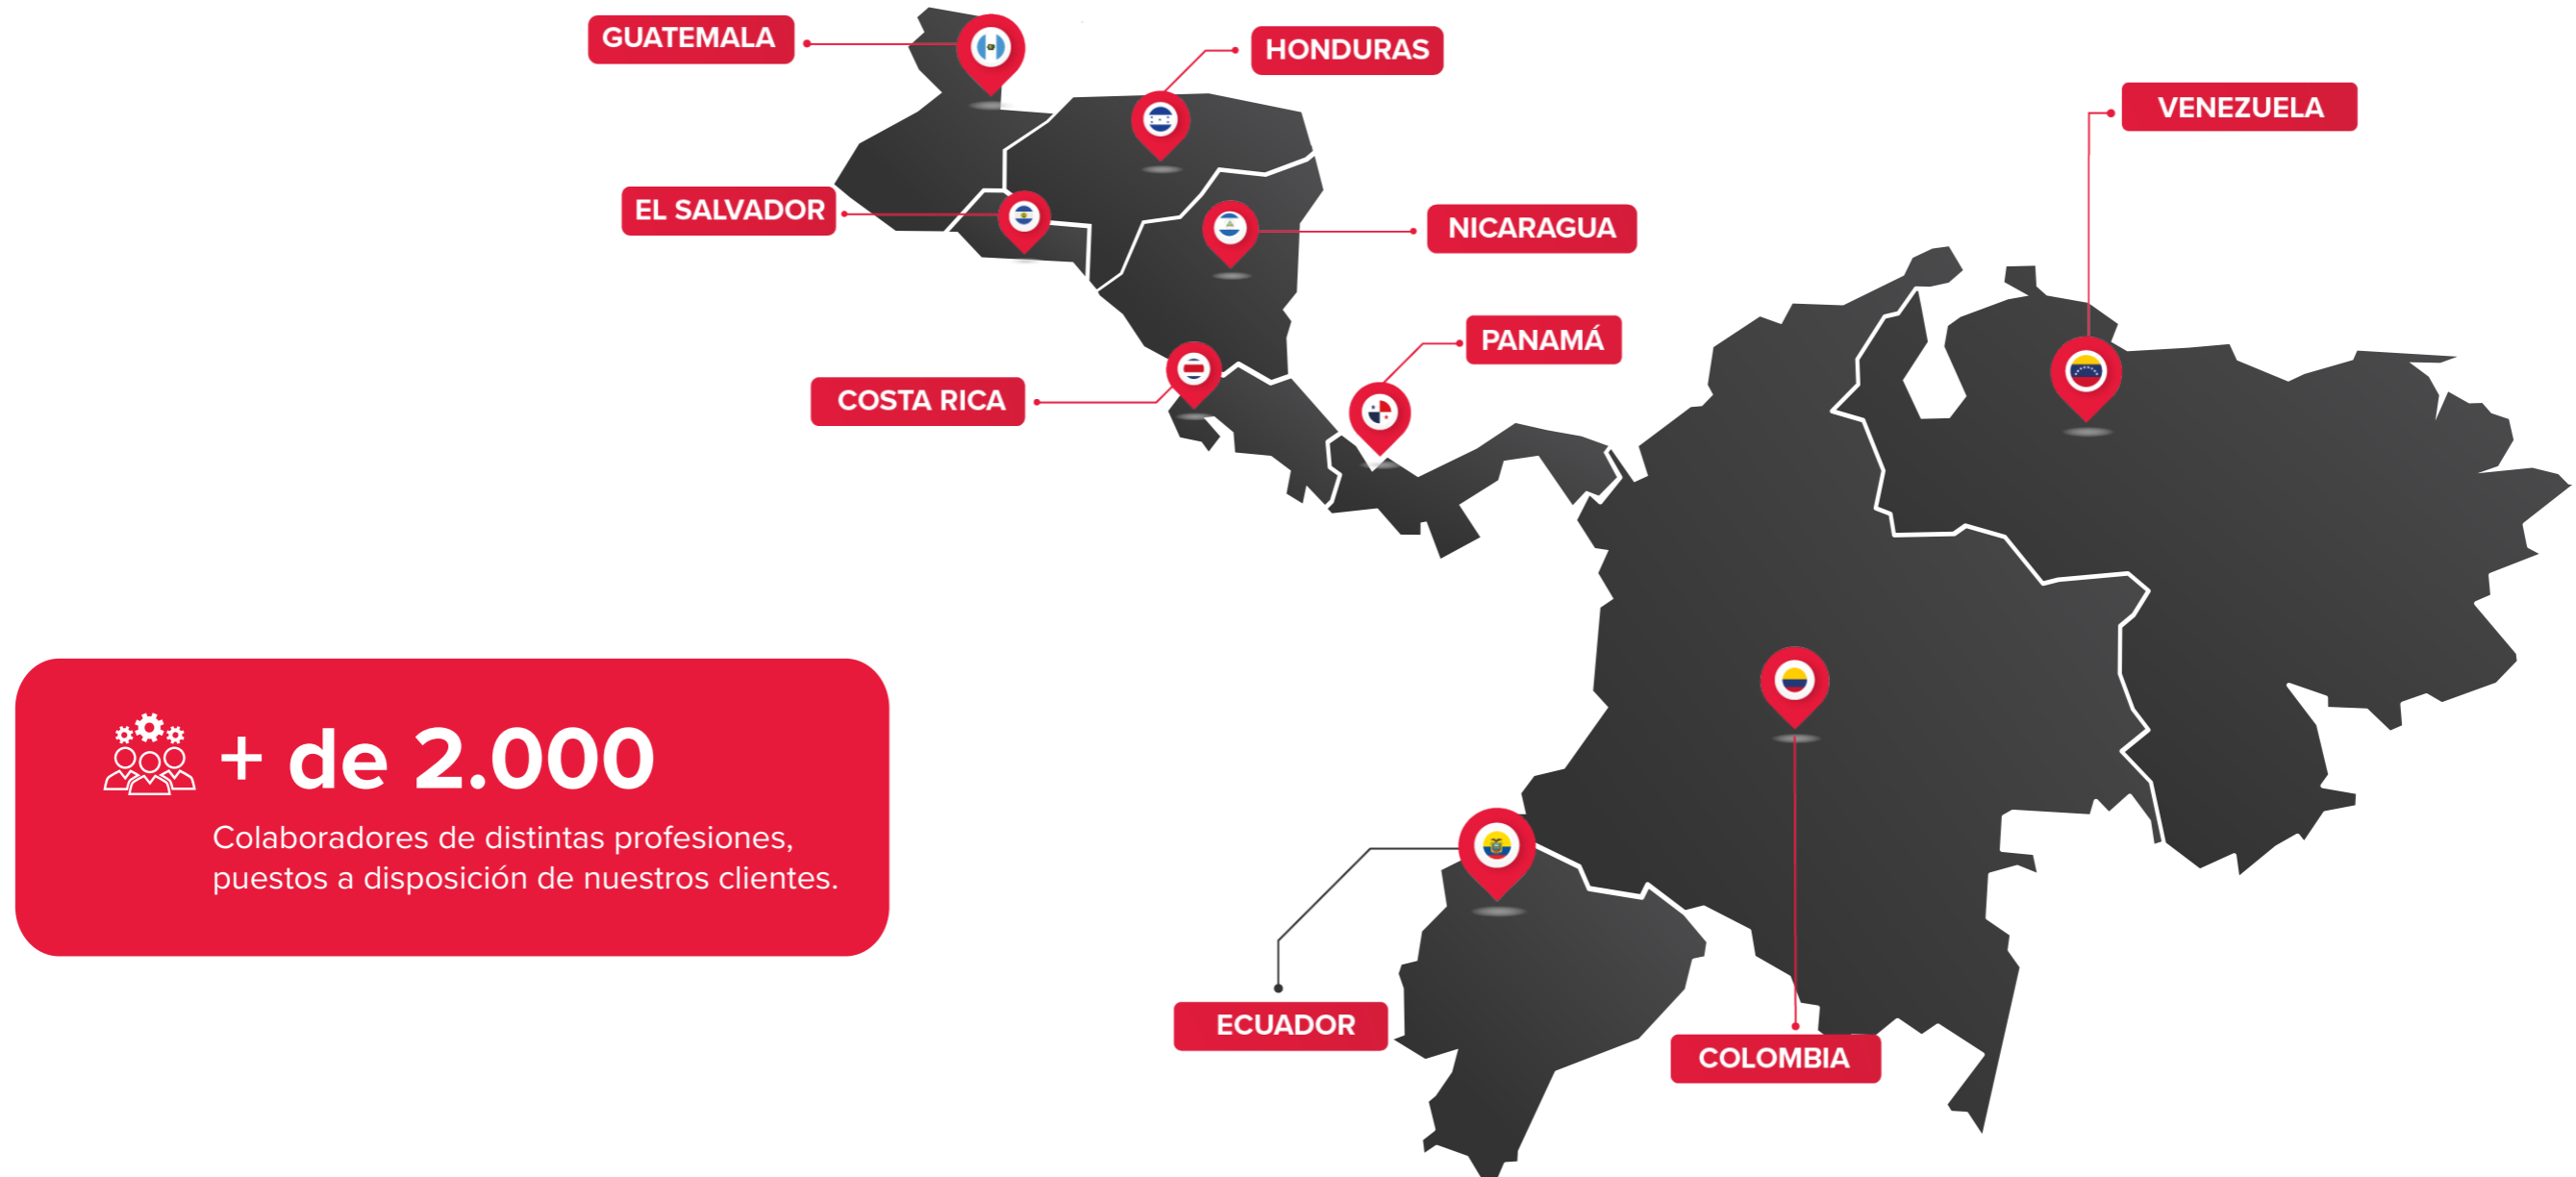 GUATEMALA
HONDURAS
VENEZUELA
EL SALVADOR
NICARAGUA
PANAMÁ
COSTA RICA
+ de 2.000
Colaboradores de distintas profesiones,
puestos a disposición de nuestros clientes.
ECUADOR
COLOMBIA